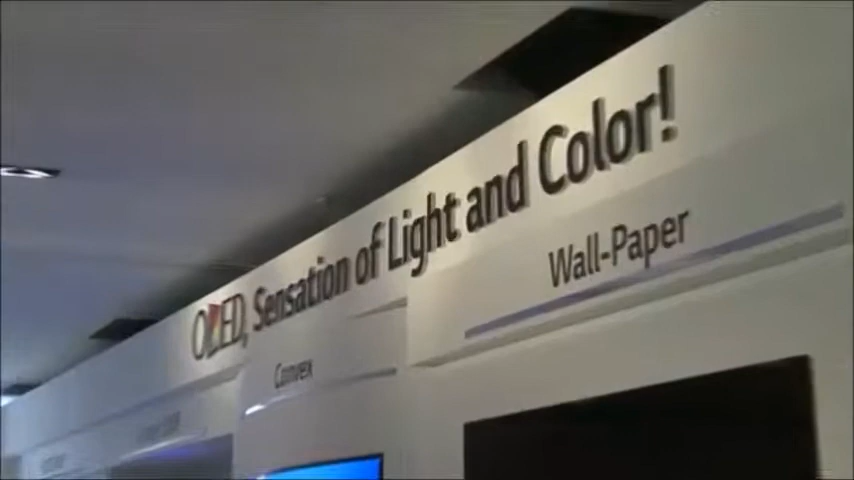 OLED, Sensation of Light and Color!
Wall-Paper
Convex